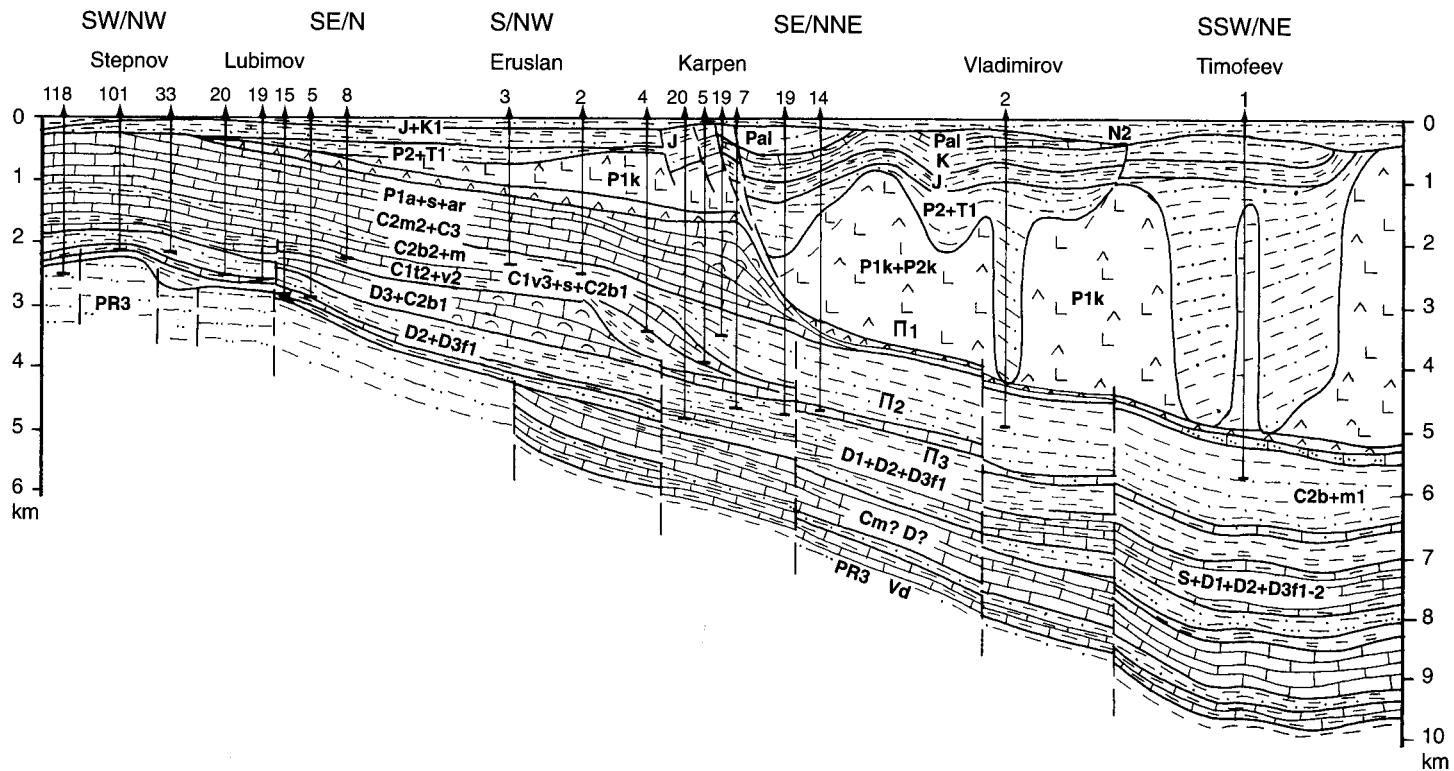 SW/NW SE/N S/NW SE/NNE SSW/NE
Stepnov Lubimov Eruslan Karpen Vladimirov Timofeev
118 101 33 20 19 15 5 8 3 2 4 20 5 19 7 19 14 2 1
0 0
J+K1 J Pal Pal N2
P2+T1 K
P1k J
1 1
P1a+s+ar P2+T1
C2m2+C3
2 2
C2b2+m P1k+P2k
C1t2+v2 C1v3+s+C2b1 P1k
3 PR3 D3+C2b1 3
П1
D2+D3f1
4 4
П2
5 П3 5
D1+D2+D3f1
6 C2b+m1 6
km Cm? D?
7
PR3 Vd S+D1+D2+D3f1-2
8
9
10
km